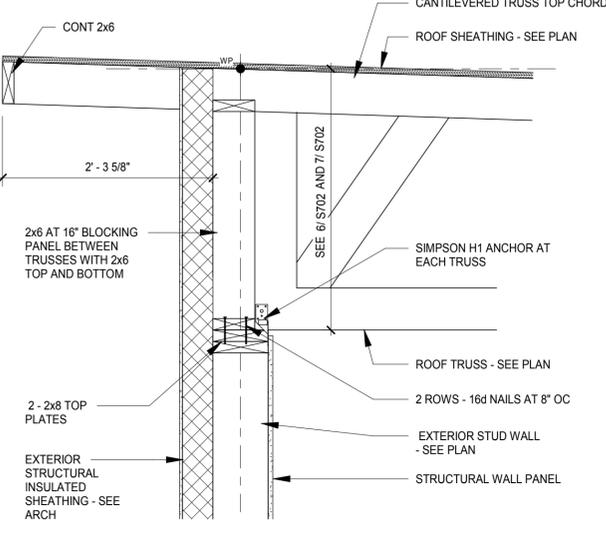 CANTILEVERED TRUSS TOP CHORD
CONT 2x6
ROOF SHEATHING - SEE PLAN
WP
2' - 3 5/8"
SEE 6/ S702 AND 7/ S702
2x6 AT 16" BLOCKING
PANEL BETWEEN
TRUSSES WITH 2x6
TOP AND BOTTOM
SIMPSON H1 ANCHOR AT
EACH TRUSS
ROOF TRUSS - SEE PLAN
2 - 2x8 TOP
PLATES
2 ROWS - 16d NAILS AT 8" OC
EXTERIOR STUD WALL
- SEE PLAN
EXTERIOR
STRUCTURAL
INSULATED
SHEATHING - SEE
ARCH
STRUCTURAL WALL PANEL